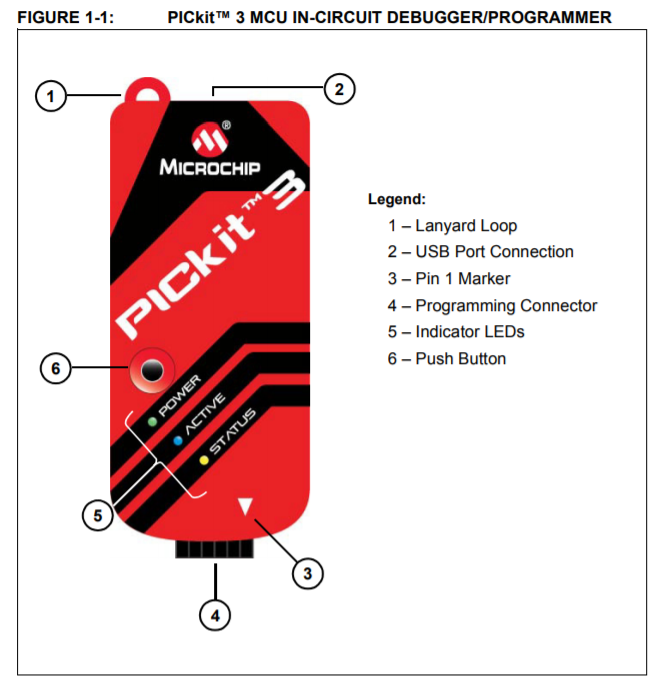 FIGURE 1-1: PICkit™ 3 MCU IN-CIRCUIT DEBUGGER/PROGRAMMER
1
2
®
MICROCHIP
PICkit™ 3
Legend:
1 – Lanyard Loop
2 – USB Port Connection
3 – Pin 1 Marker
4 – Programming Connector
5 – Indicator LEDs
6 – Push Button
6
POWER
ACTIVE
STATUS
5
3
4